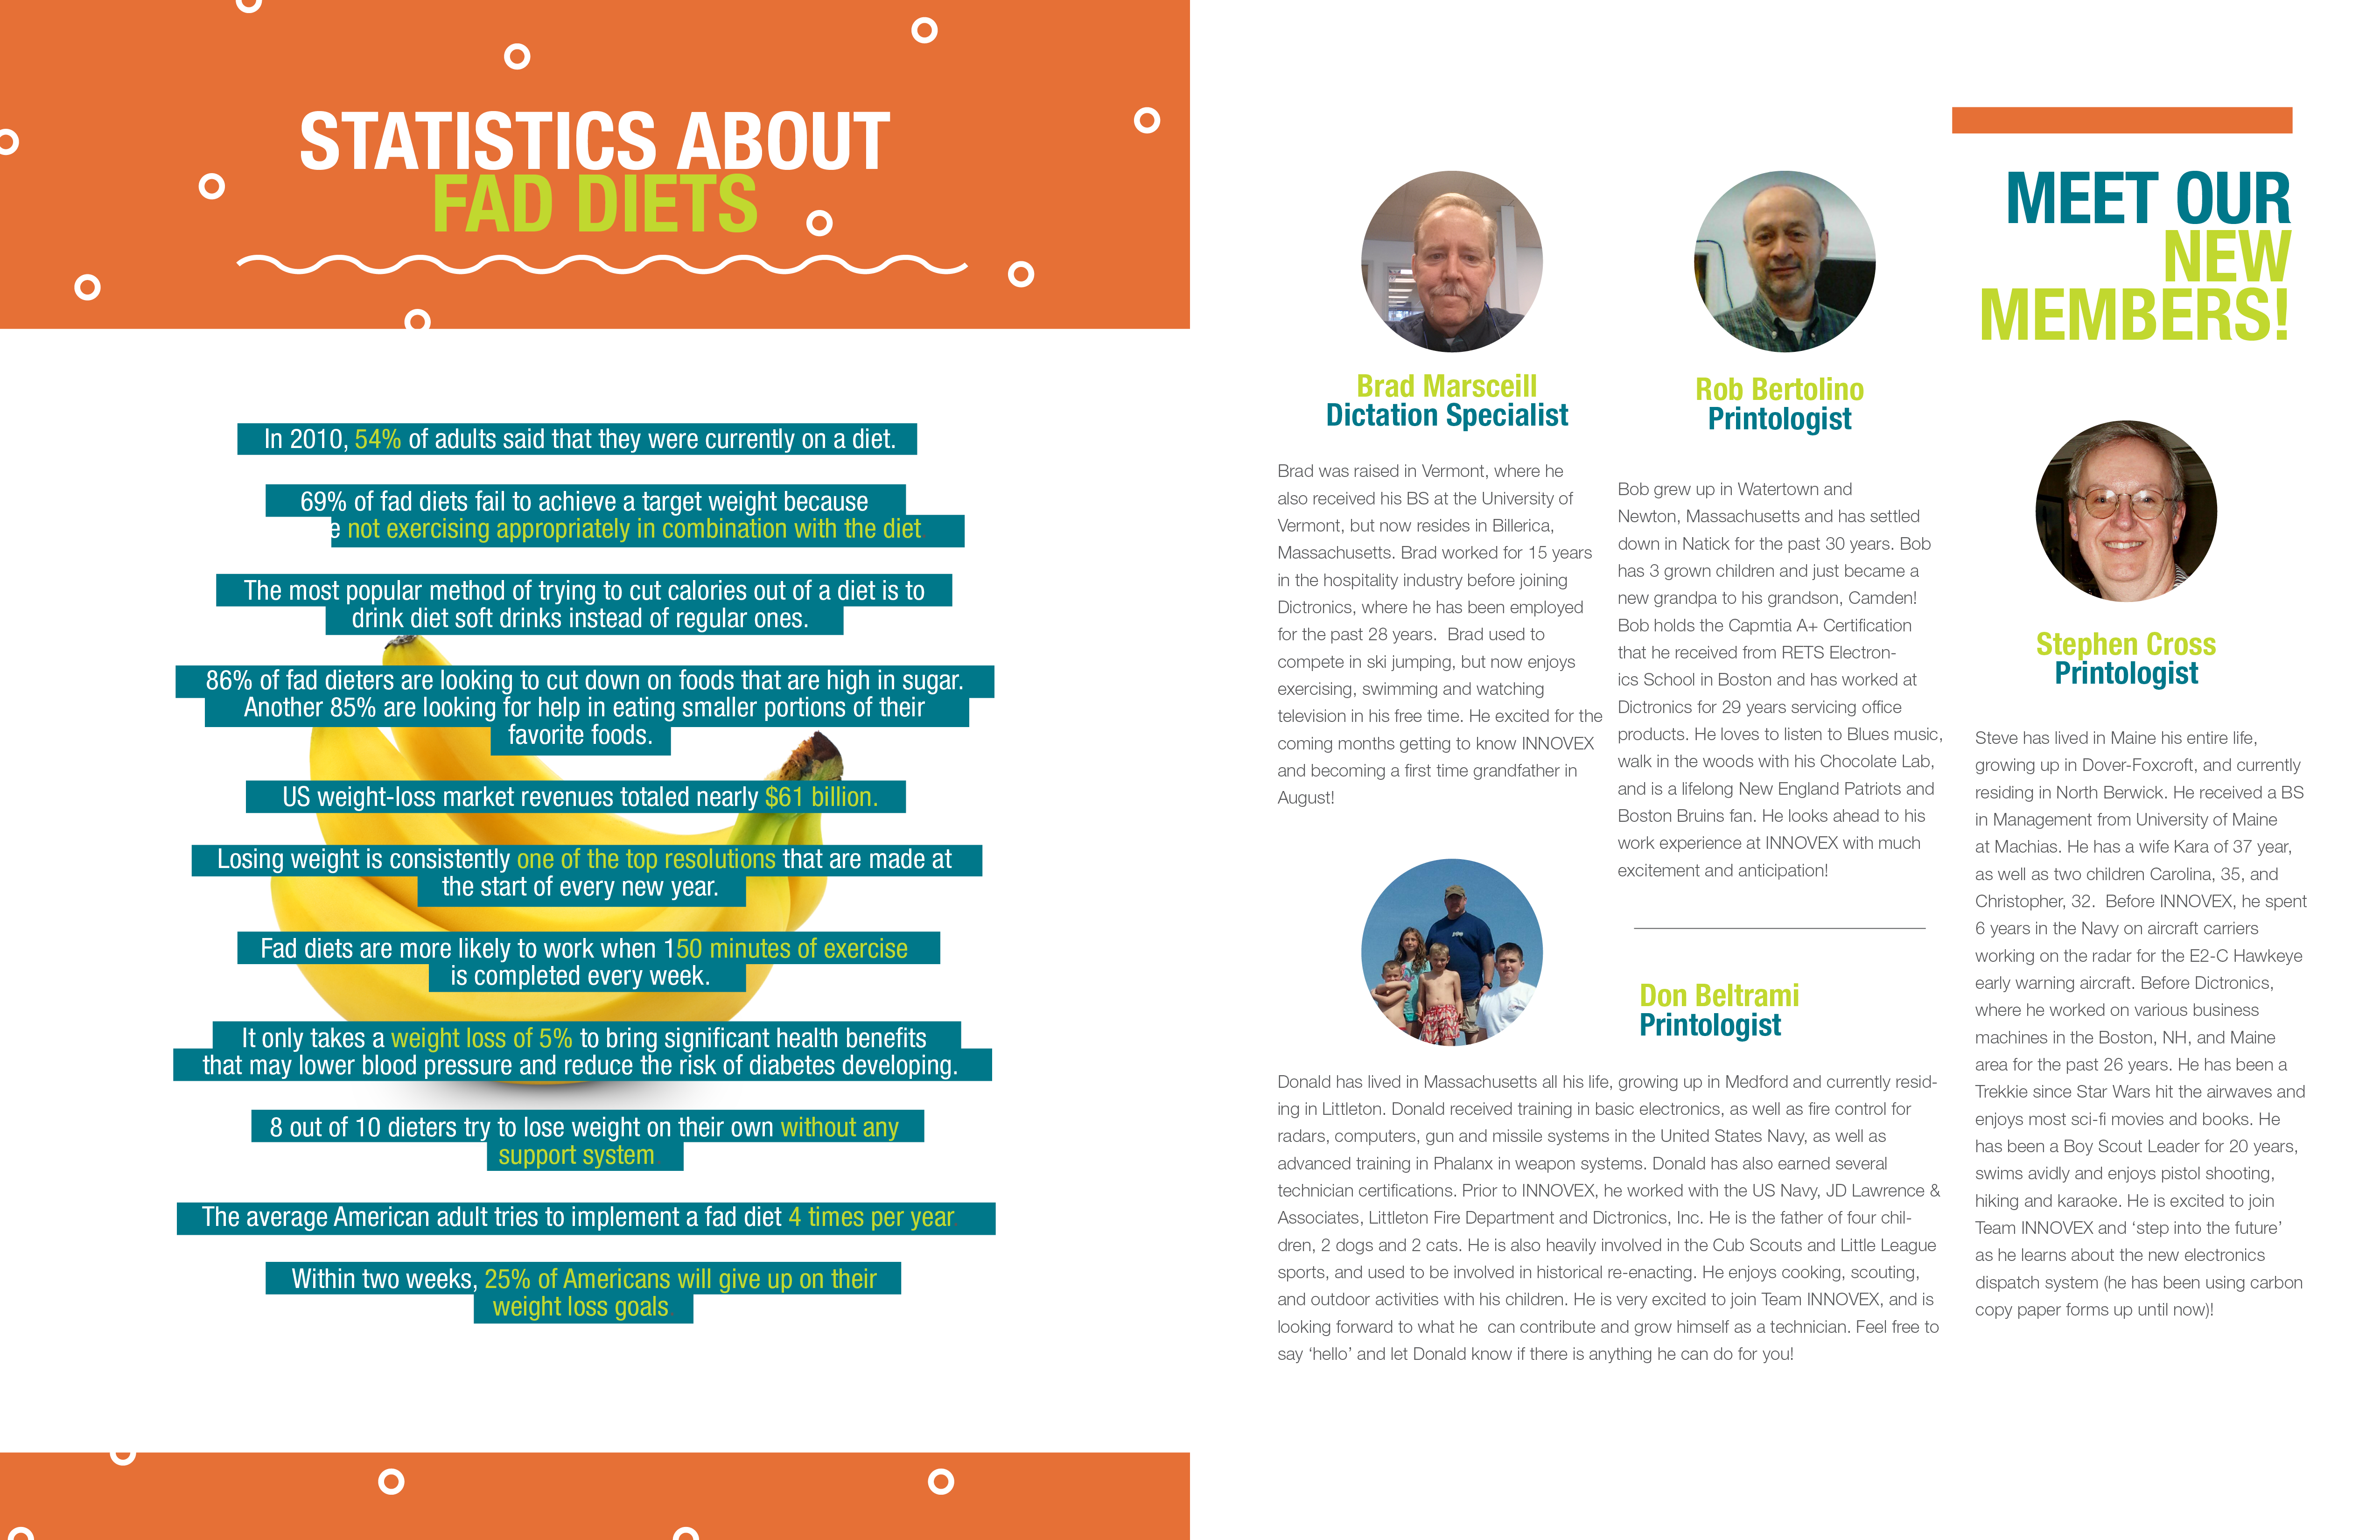 STATISTICS ABOUT
FAD DIETS
In 2010, 54% of adults said that they were currently on a diet.
69% of fad diets fail to achieve a target weight because
e not exercising appropriately in combination with the diet
The most popular method of trying to cut calories out of a diet is to
drink diet soft drinks instead of regular ones.
86% of fad dieters are looking to cut down on foods that are high in sugar.
Another 85% are looking for help in eating smaller portions of their
favorite foods.
US weight-loss market revenues totaled nearly $61 billion.
Losing weight is consistently one of the top resolutions that are made at
the start of every new year.
Fad diets are more likely to work when 150 minutes of exercise
is completed every week.
It only takes a weight loss of 5% to bring significant health benefits
that may lower blood pressure and reduce the risk of diabetes developing.
8 out of 10 dieters try to lose weight on their own without any
support system
The average American adult tries to implement a fad diet 4 times per year
Within two weeks, 25% of Americans will give up on their
weight loss goals
MEET OUR
NEW
MEMBERS!
Brad Marsceill
Dictation Specialist
Brad was raised in Vermont, where he
also received his BS at the University of
Vermont, but now resides in Billerica,
Massachusetts. Brad worked for 15 years
in the hospitality industry before joining
Dictronics, where he has been employed
for the past 28 years.  Brad used to
compete in ski jumping, but now enjoys
exercising, swimming and watching
television in his free time. He excited for the
coming months getting to know INNOVEX
and becoming a first time grandfather in
August!
Rob Bertolino
Printologist
Bob grew up in Watertown and
Newton, Massachusetts and has settled
down in Natick for the past 30 years. Bob
has 3 grown children and just became a
new grandpa to his grandson, Camden!
Bob holds the Capmtia A+ Certification
that he received from RETS Electron-
ics School in Boston and has worked at
Dictronics for 29 years servicing office
products. He loves to listen to Blues music,
walk in the woods with his Chocolate Lab,
and is a lifelong New England Patriots and
Boston Bruins fan. He looks ahead to his
work experience at INNOVEX with much
excitement and anticipation!
Don Beltrami
Printologist
Donald has lived in Massachusetts all his life, growing up in Medford and currently resid-
ing in Littleton. Donald received training in basic electronics, as well as fire control for
radars, computers, gun and missile systems in the United States Navy, as well as
advanced training in Phalanx in weapon systems. Donald has also earned several
technician certifications. Prior to INNOVEX, he worked with the US Navy, JD Lawrence &
Associates, Littleton Fire Department and Dictronics, Inc. He is the father of four chil-
dren, 2 dogs and 2 cats. He is also heavily involved in the Cub Scouts and Little League
sports, and used to be involved in historical re-enacting. He enjoys cooking, scouting,
and outdoor activities with his children. He is very excited to join Team INNOVEX, and is
looking forward to what he  can contribute and grow himself as a technician. Feel free to
say ‘hello’ and let Donald know if there is anything he can do for you!
Stephen Cross
Printologist
Steve has lived in Maine his entire life,
growing up in Dover-Foxcroft, and currently
residing in North Berwick. He received a BS
in Management from University of Maine
at Machias. He has a wife Kara of 37 year,
as well as two children Carolina, 35, and
Christopher, 32.  Before INNOVEX, he spent
6 years in the Navy on aircraft carriers
working on the radar for the E2-C Hawkeye
early warning aircraft. Before Dictronics,
where he worked on various business
machines in the Boston, NH, and Maine
area for the past 26 years. He has been a
Trekkie since Star Wars hit the airwaves and
enjoys most sci-fi movies and books. He
has been a Boy Scout Leader for 20 years,
swims avidly and enjoys pistol shooting,
hiking and karaoke. He is excited to join
Team INNOVEX and ‘step into the future’
as he learns about the new electronics
dispatch system (he has been using carbon
copy paper forms up until now)!